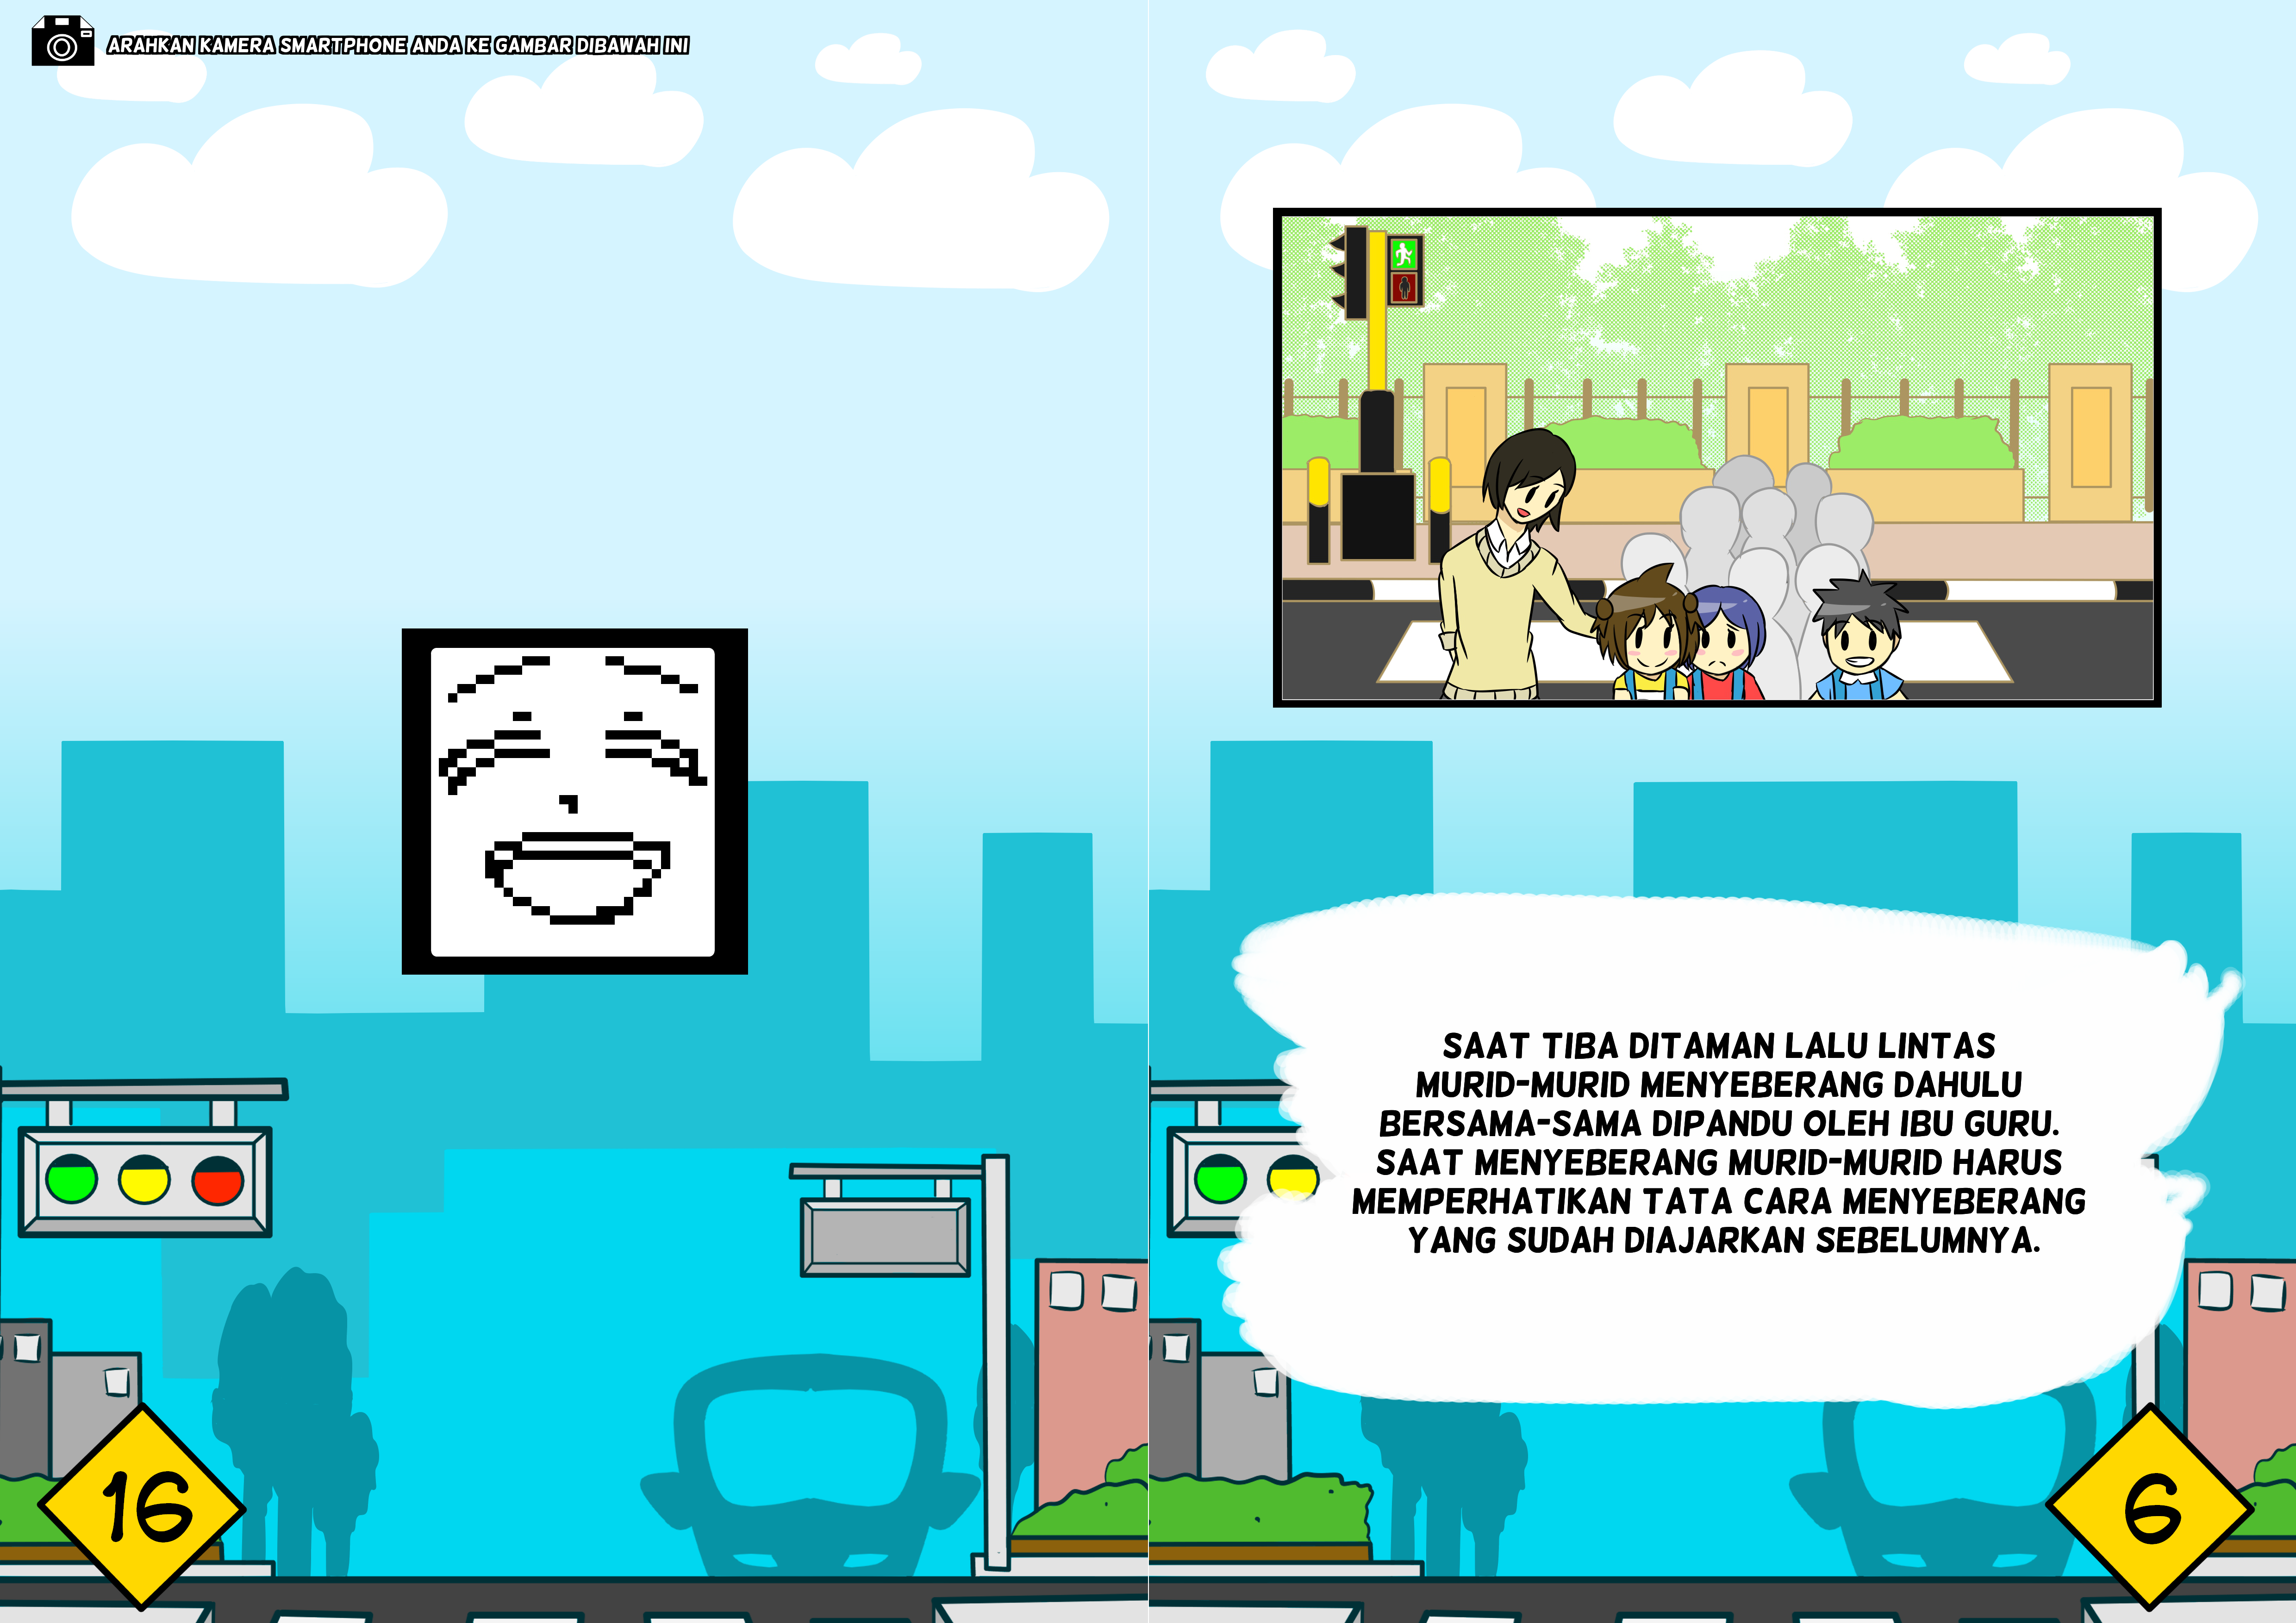 ARAHKAN KAMERA SMARTPHONE ANDA KE GAMBAR DIBAWAH INI
16
SAAT TIBA DITAMAN LALU LINTAS
MURID-MURID MENYEBERANG DAHULU
BERSAMA-SAMA DIPANDU OLEH IBU GURU.
SAAT MENYEBERANG MURID-MURID HARUS
MEMPERHATIKAN TATA CARA MENYEBERANG
YANG SUDAH DIAJARKAN SEBELUMNYA.
6